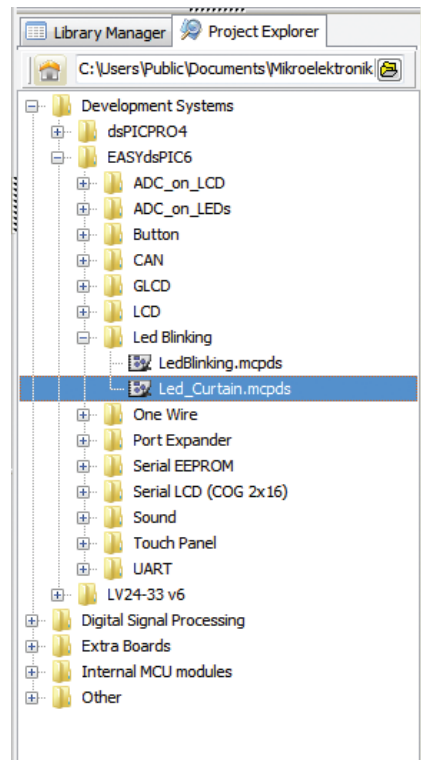 Library Manager Project Explorer
C:\Users\Public\Documents\Mikroelektronik
Development Systems
dsPICPRO4
EASYdsPIC6
ADC_on_LCD
ADC_on_LEDs
Button
CAN
GLCD
LCD
Led Blinking
LedBlinking.mcpds
Led_Curtain.mcpds
One Wire
Port Expander
Serial EEPROM
Serial LCD (COG 2x16)
Sound
Touch Panel
UART
LV24-33 v6
Digital Signal Processing
Extra Boards
Internal MCU modules
Other